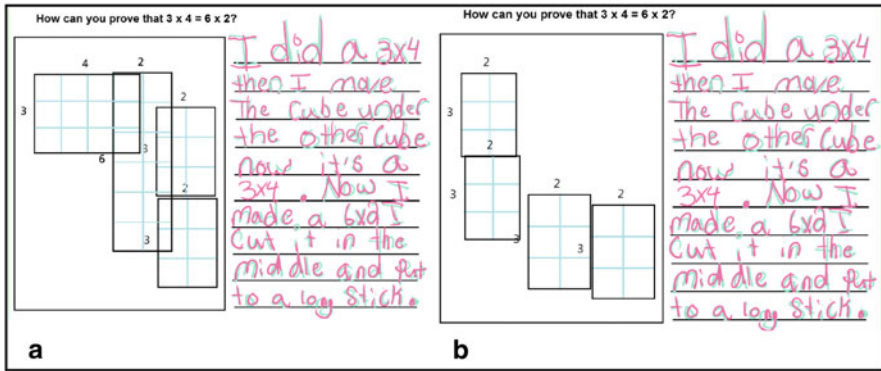 How can you prove that 3 x 4 = 6 x 2?
4
2
3
2
3
6
2
3
I did a 3x4
then I move
The Cube under
the other Cube
now it's a
3x4. Now I
made a 6x2 I
Cut it in the
middle and put
to a long Stick.
a
How can you prove that 3 x 4 = 6 x 2?
2
3
2
3
2
2
3
3
I did a 3x4
then I move
The Cube under
the other Cube
now it's a
3x4. Now I
made a 6x2 I
Cut it in the
middle and put
to a long Stick.
b